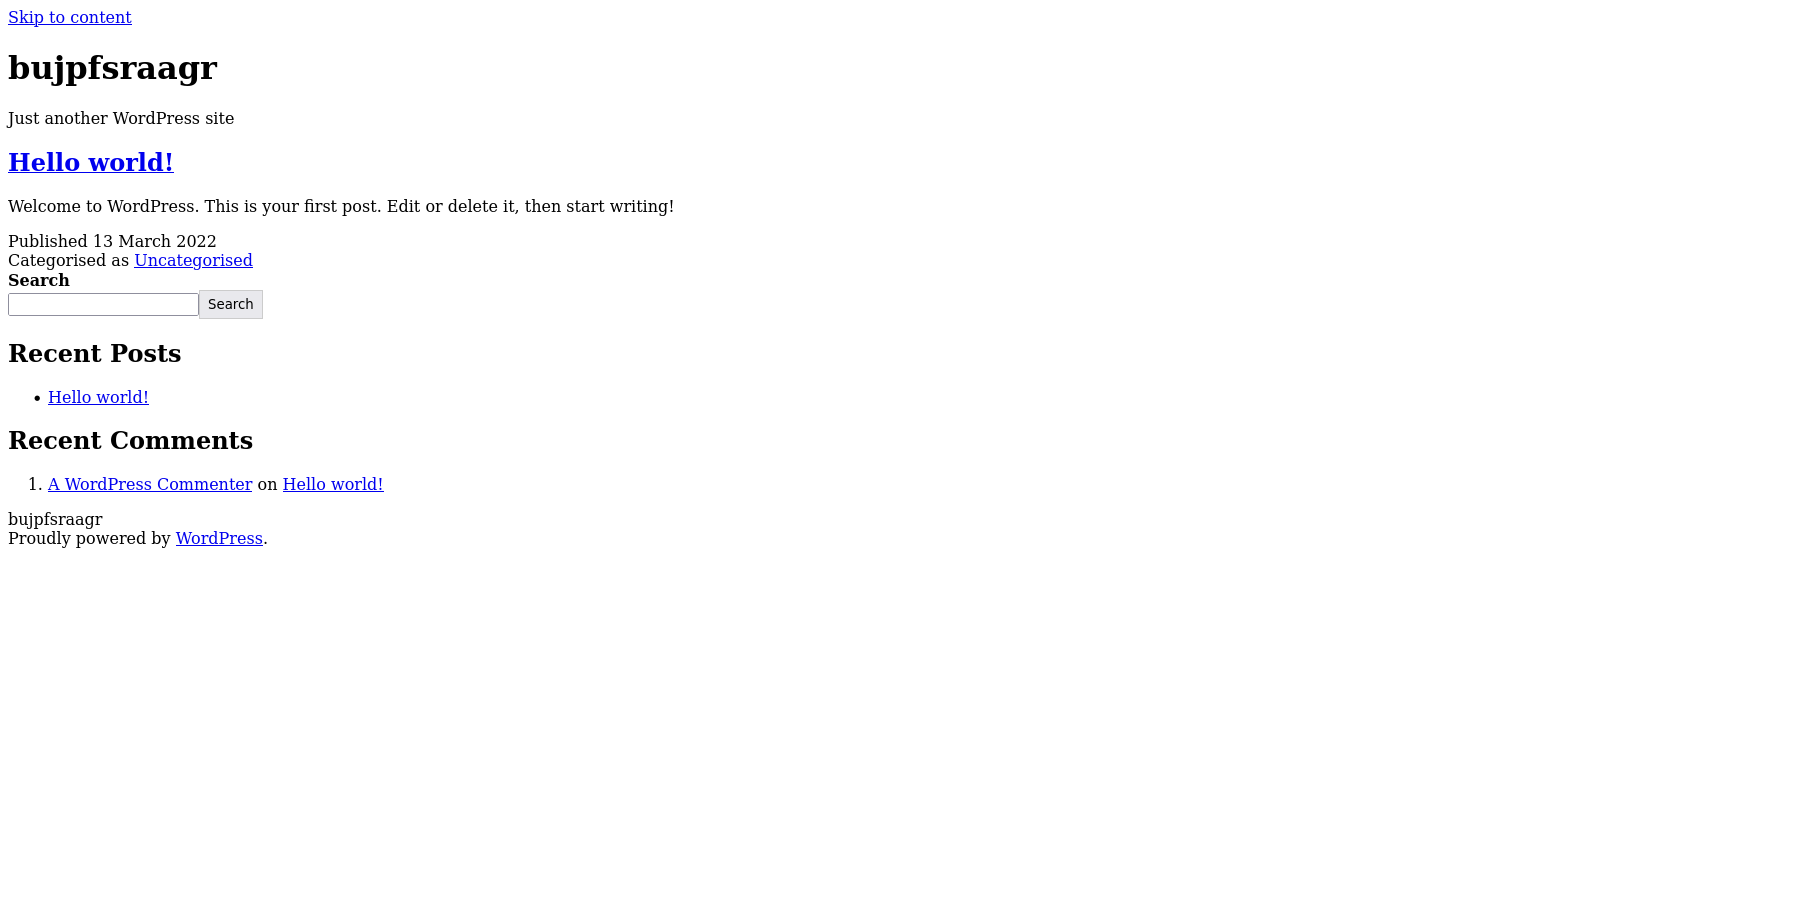 Skip to content
bujpfsraagr
Just another WordPress site
Hello world!
Welcome to WordPress. This is your first post. Edit or delete it, then start writing!
Published 13 March 2022
Categorised as Uncategorised
Search
Search
Recent Posts
Hello world!
Recent Comments
1. A WordPress Commenter on Hello world!
bujpfsraagr
Proudly powered by WordPress.